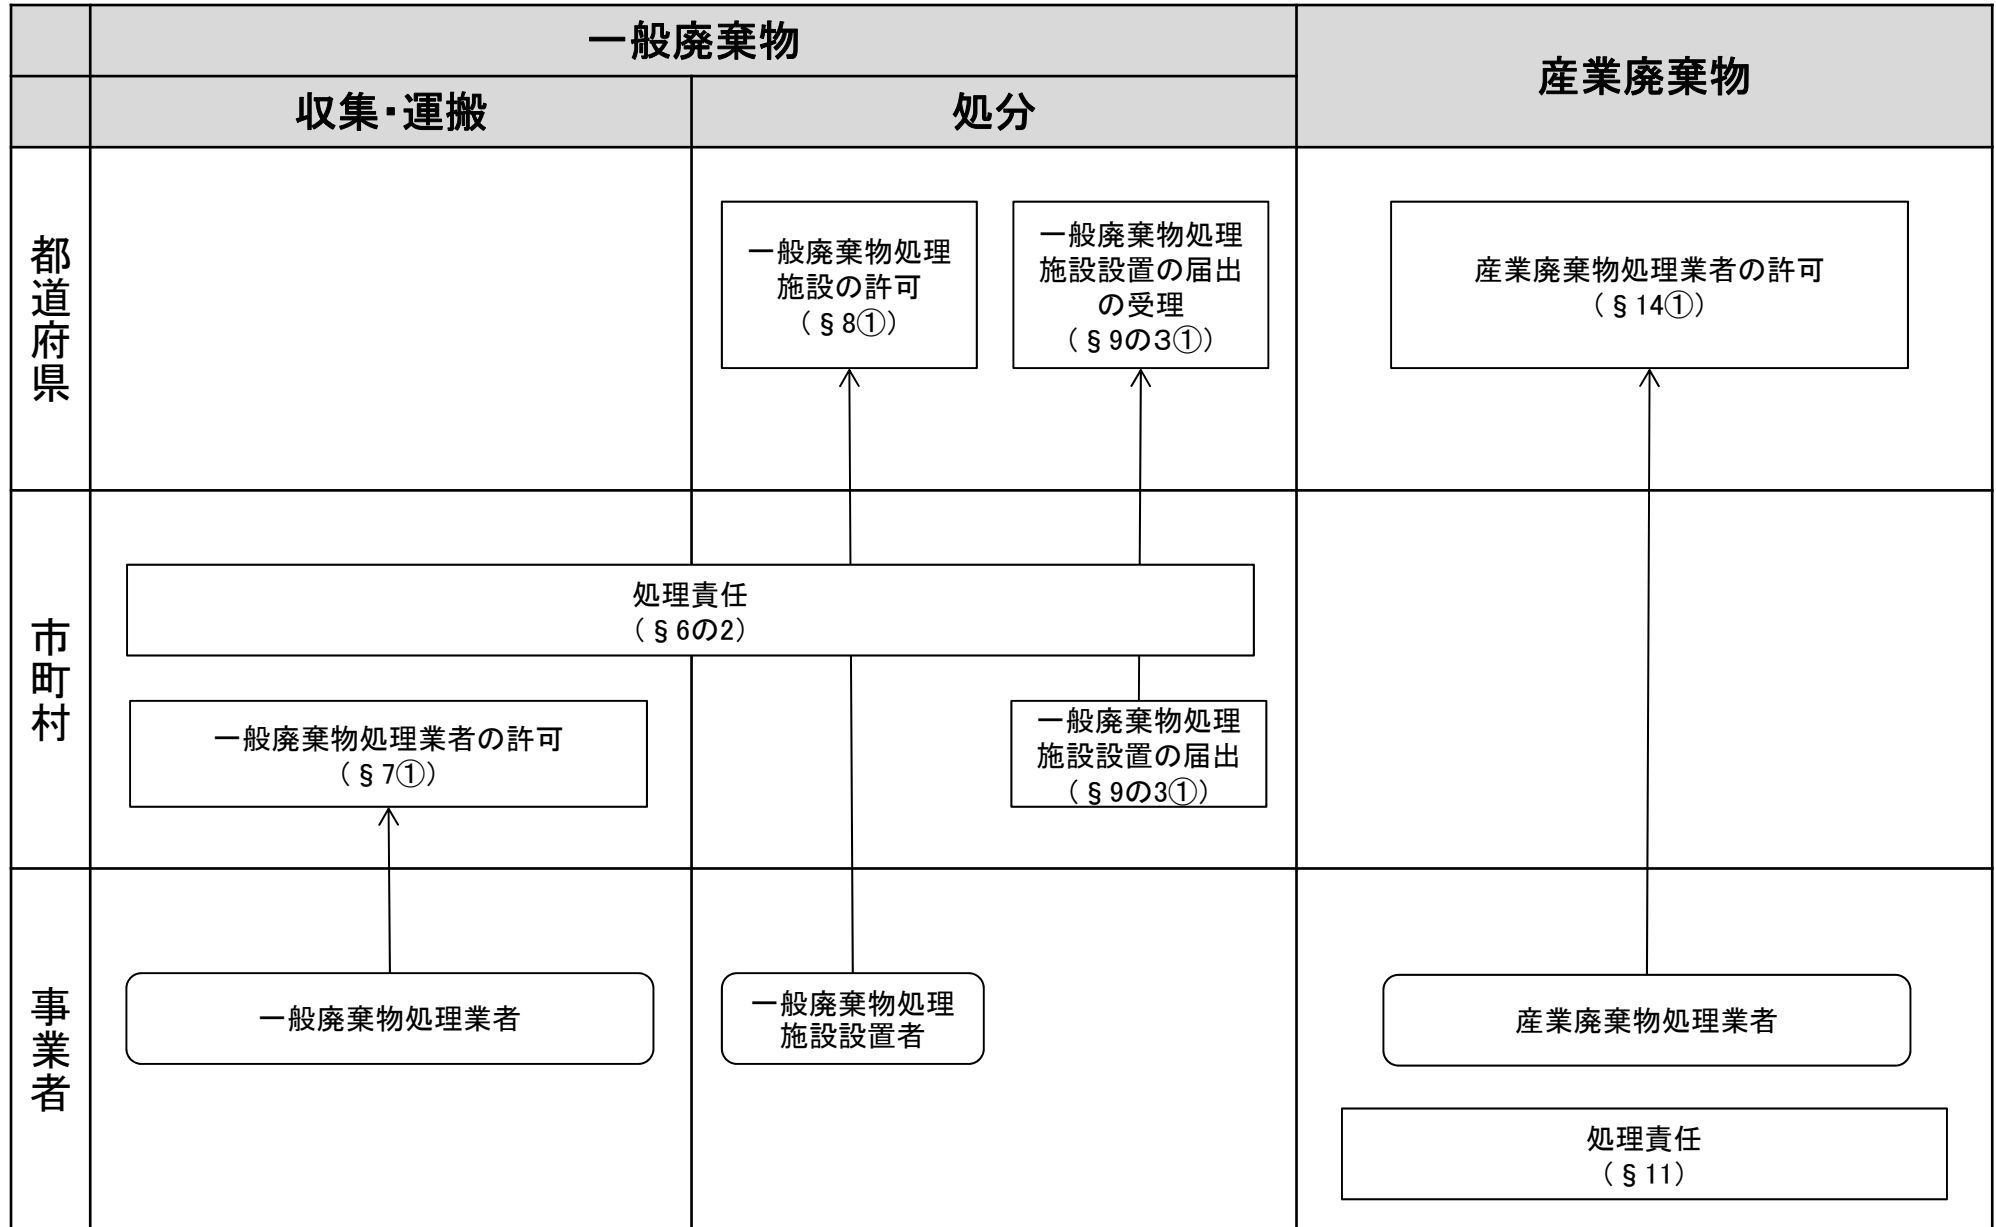 一般廃棄物
産業廃棄物
収集・運搬
処分
都道府県
一般廃棄物処理
施設の許可
（§8①）
一般廃棄物処理
施設設置の届出
の受理
（§9の３①）
産業廃棄物処理業者の許可
（§14①）
市町村
処理責任
（§6の2）
一般廃棄物処理業者の許可
（§7①）
一般廃棄物処理
施設設置の届出
（§9の3①）
事業者
一般廃棄物処理業者
一般廃棄物処理
施設設置者
産業廃棄物処理業者
処理責任
（§11）